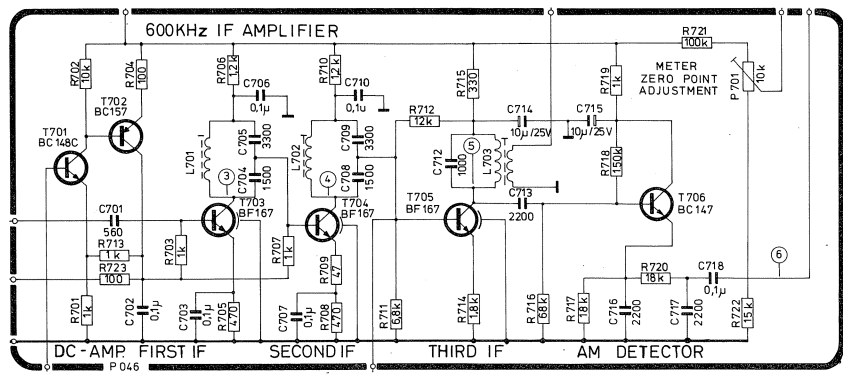 600KHz IF AMPLIFIER
R702
10k
R704
100
R706
1,2k
C706
0,1µ
R710
1,2k
C710
0,1u
R715
330
R719
1k
R721
100k
METER
ZERO POINT
ADJUSTMENT
P701
10k
T702
BC157
T701
BC148C
L701
C705
3300
C704
1500
3
L702
C709
3300
C708
1500
4
R712
12k
C714
10µ/25V
C715
10µ/25V
5
C712
1000
L703
R718
150k
C713
2200
T703
BF167
T704
BF167
T705
BF167
T706
BC147
C701
560
R713
1k
R723
100
R703
1k
R707
1k
R709
47
R720
18k
C718
0,1µ
6
R701
1k
C702
0,1µ
C703
0,1µ
R705
470
C707
0,1µ
R708
470
R711
6,8k
R714
1,8k
R716
68k
R717
18k
C716
2200
C717
2200
R722
15k
DC-AMP. FIRST IF
SECOND IF
THIRD IF
AM DETECTOR
P046